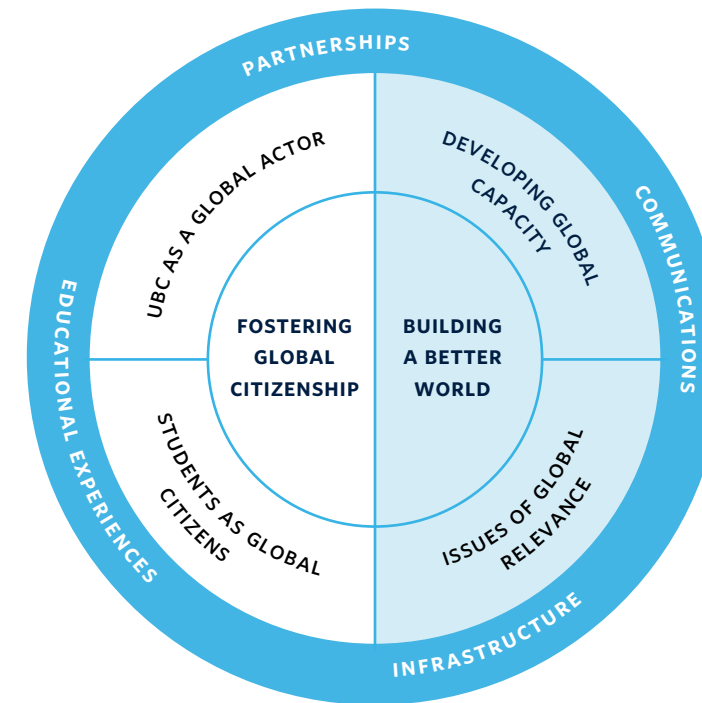 PARTNERSHIPS
COMMUNICATIONS
INFRASTRUCTURE
EDUCATIONAL EXPERIENCES
UBC AS A GLOBAL ACTOR
DEVELOPING GLOBAL
CAPACITY
FOSTERING
GLOBAL
CITIZENSHIP
BUILDING
A BETTER
WORLD
STUDENTS AS GLOBAL
CITIZENS
ISSUES OF GLOBAL
RELEVANCE